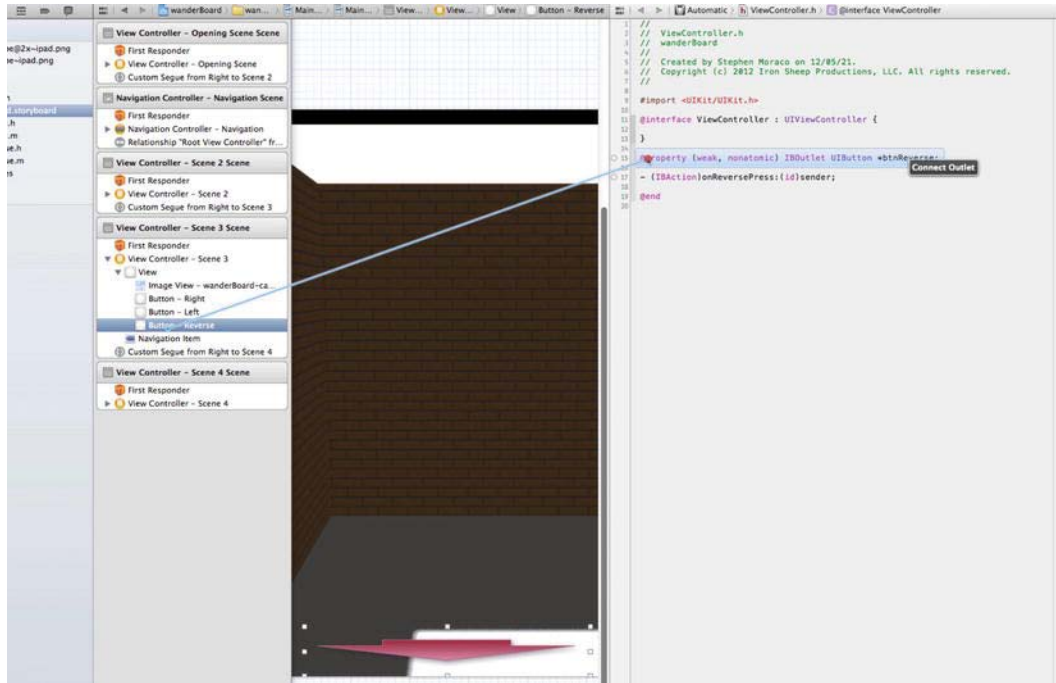 wanderBoard
wan...
Main...
Main...
View...
View...
View
Button - Reverse
Automatic
ViewController.h
@interface ViewController
e@2x~ipad.png
e~ipad.png
d.storyboard
.h
.m
e.h
e.m
es
View Controller - Opening Scene Scene
First Responder
View Controller - Opening Scene
Custom Segue from Right to Scene 2
Navigation Controller - Navigation Scene
First Responder
Navigation Controller - Navigation
Relationship "Root View Controller" fr...
View Controller - Scene 2 Scene
First Responder
View Controller - Scene 2
Custom Segue from Right to Scene 3
View Controller - Scene 3 Scene
First Responder
View Controller - Scene 3
View
Image View - wanderBoard-ca...
Button - Right
Button - Left
Button - Reverse
Navigation Item
Custom Segue from Right to Scene 4
View Controller - Scene 4 Scene
First Responder
View Controller - Scene 4
//
// ViewController.h
// wanderBoard
//
// Created by Stephen Moraco on 12/05/21.
// Copyright (c) 2012 Iron Sheep Productions, LLC. All rights reserved.
//
#import <UIKit/UIKit.h>
@interface ViewController : UIViewController {
}
@property (weak, nonatomic) IBOutlet UIButton *btnReverse;
Connect Outlet
- (IBAction)onReversePress:(id)sender;
@end